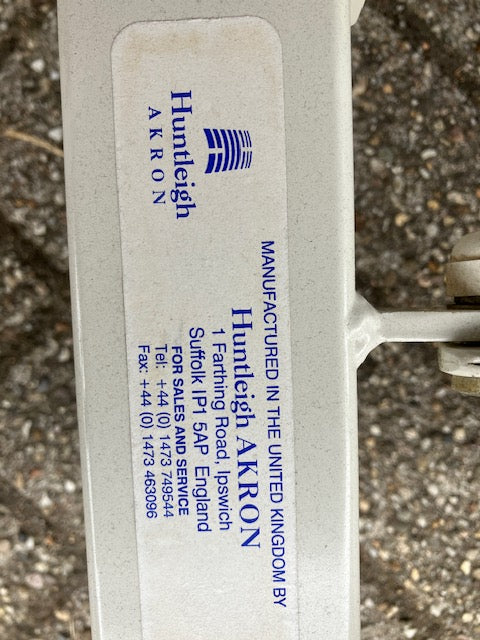 Huntleigh
AKRON
MANUFACTURED IN THE UNITED KINGDOM BY
Huntleigh AKRON
1 Farthing Road, Ipswich
Suffolk IP1 5AP England
FOR SALES AND SERVICE
Tel: +44 (0) 1473 749544
Fax: +44 (0) 1473 463096